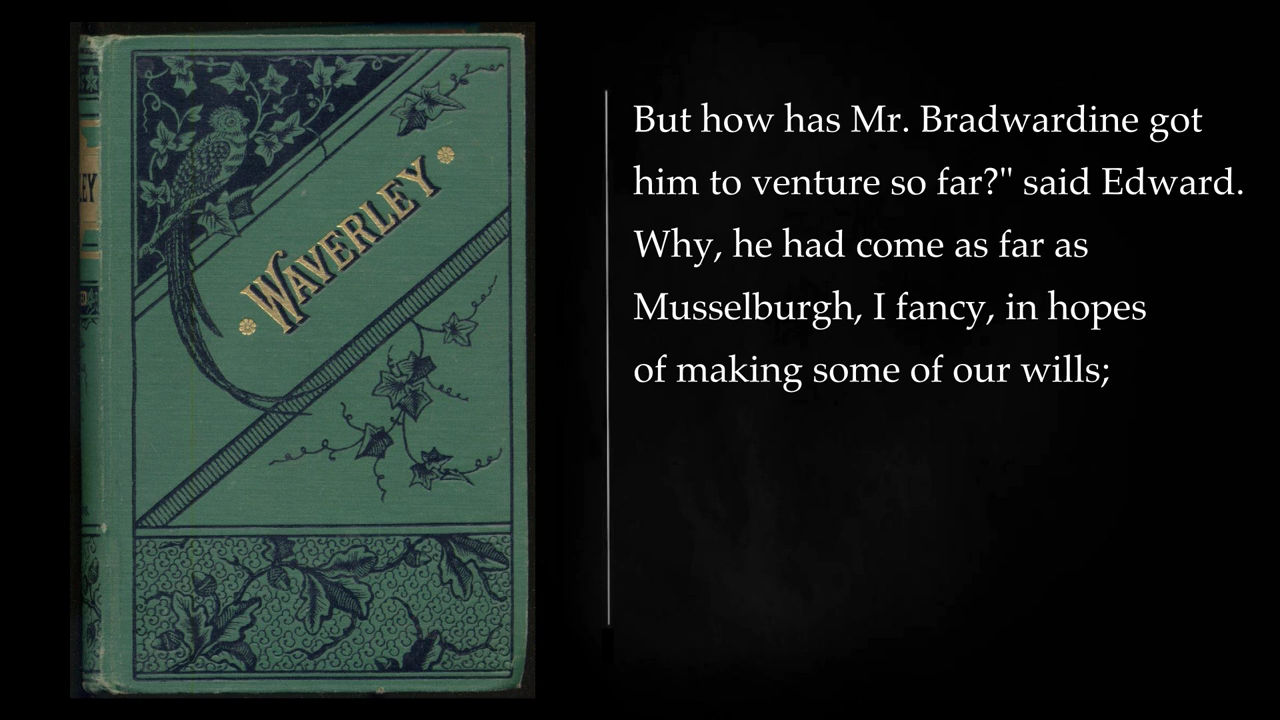 WAVERLEY
EY
But how has Mr. Bradwardine got
him to venture so far?" said Edward.
Why, he had come as far as
Musselburgh, I fancy, in hopes
of making some of our wills;